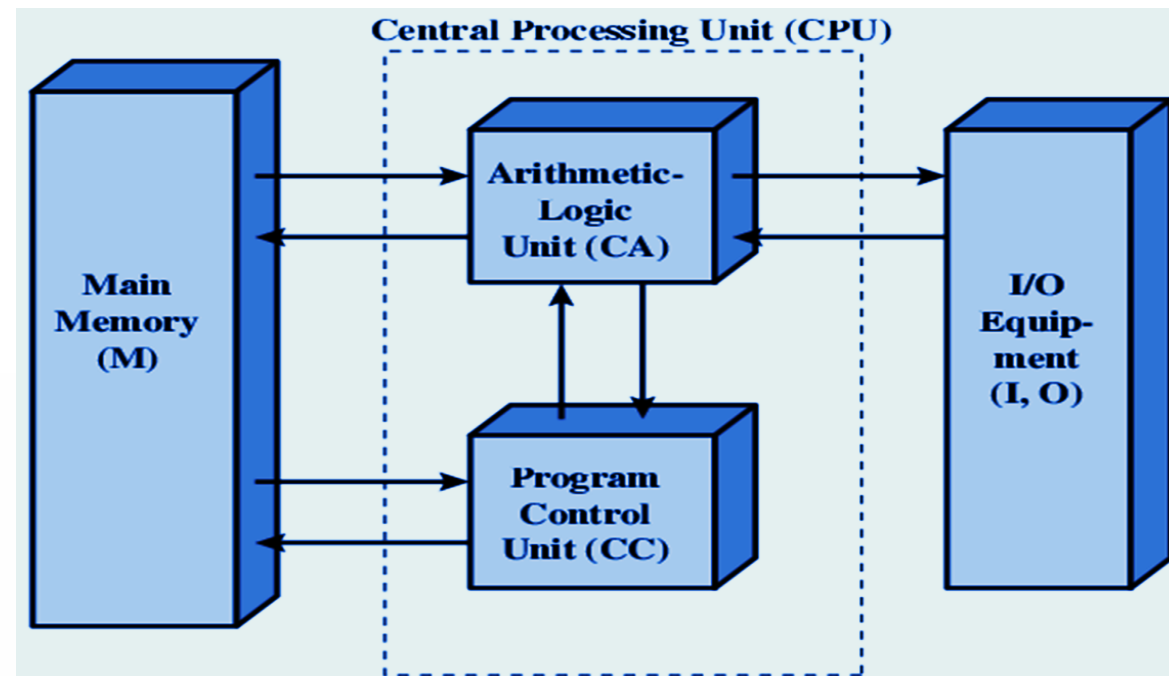 Central Processing Unit (CPU)
Main
Memory
(M)
Arithmetic-
Logic
Unit (CA)
Program
Control
Unit (CC)
I/O
Equip-
ment
(I, O)